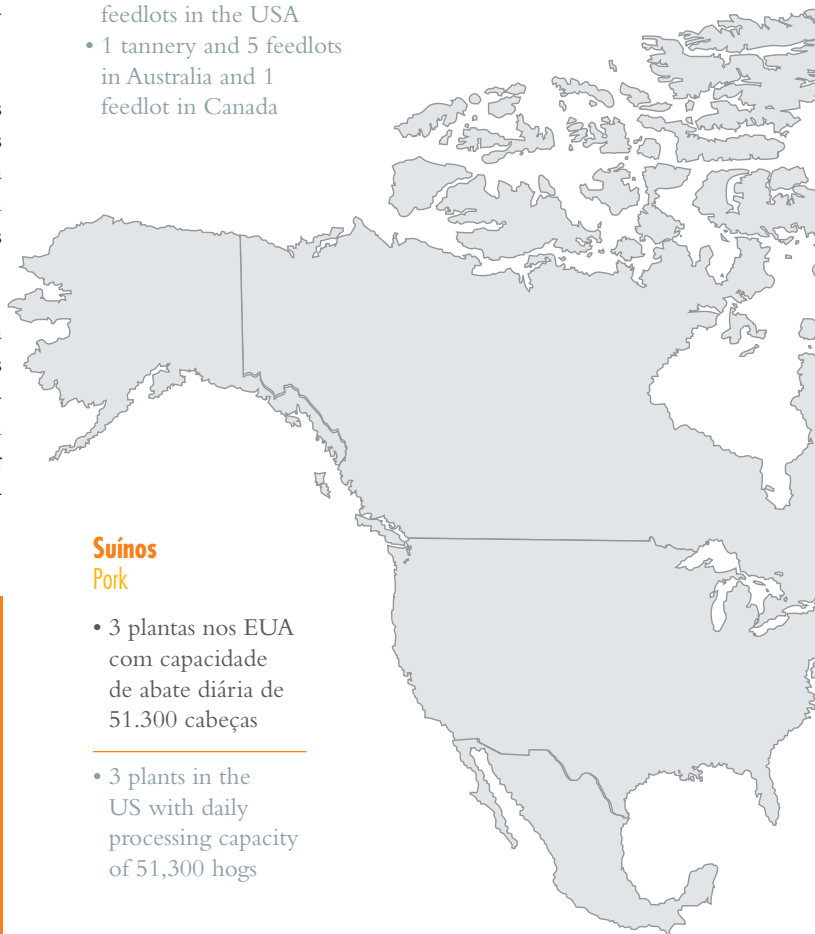 feedlots in the USA
• 1 tannery and 5 feedlots
in Australia and 1
feedlot in Canada
Suínos
Pork
• 3 plantas nos EUA
com capacidade
de abate diária de
51.300 cabeças
• 3 plants in the
US with daily
processing capacity
of 51,300 hogs